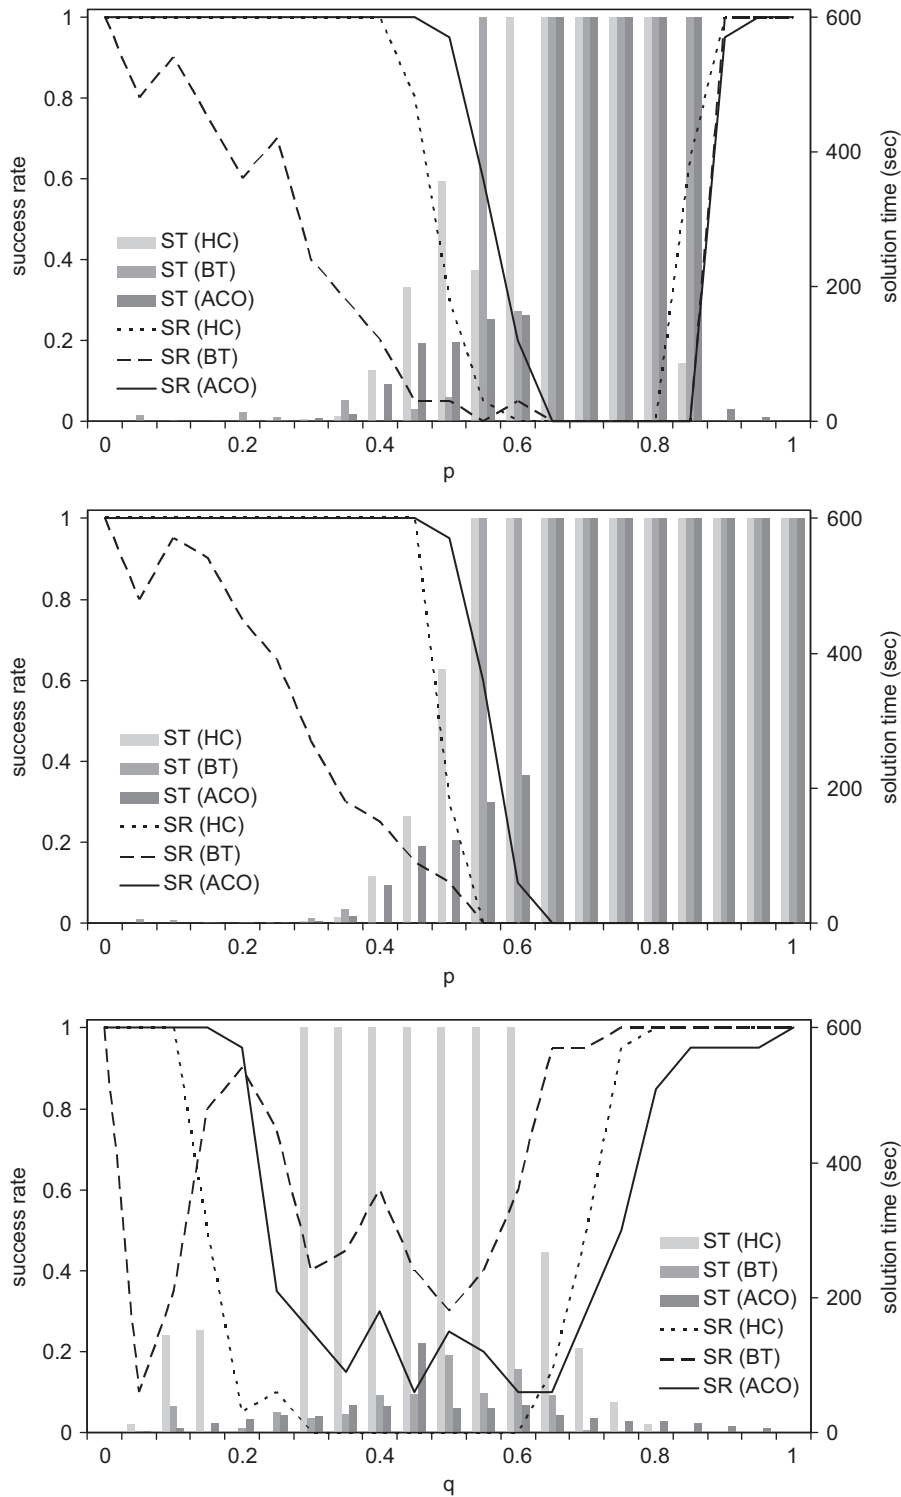 1
0.8
0.6
0.4
0.2
0
success rate
600
400
200
0
solution time (sec)
ST (HC)
ST (BT)
ST (ACO)
SR (HC)
SR (BT)
SR (ACO)
0 0.2 0.4 0.6 0.8 1
p
1
0.8
0.6
0.4
0.2
0
success rate
600
400
200
0
solution time (sec)
ST (HC)
ST (BT)
ST (ACO)
SR (HC)
SR (BT)
SR (ACO)
0 0.2 0.4 0.6 0.8 1
p
1
0.8
0.6
0.4
0.2
0
success rate
600
400
200
0
solution time (sec)
ST (HC)
ST (BT)
ST (ACO)
SR (HC)
SR (BT)
SR (ACO)
0 0.2 0.4 0.6 0.8 1
q